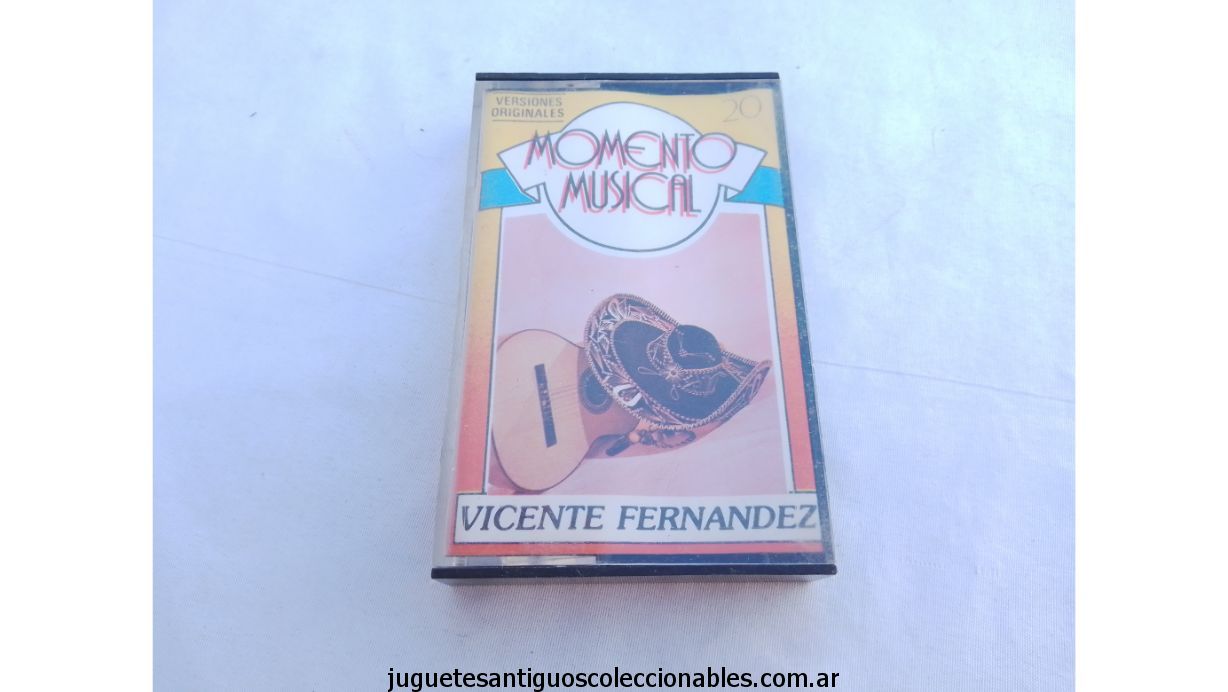 VERSIONES
ORIGINALES
20
MOMENTO
MUSICAL
VICENTE FERNANDEZ
juguetesantiguoscoleccionables.com.ar